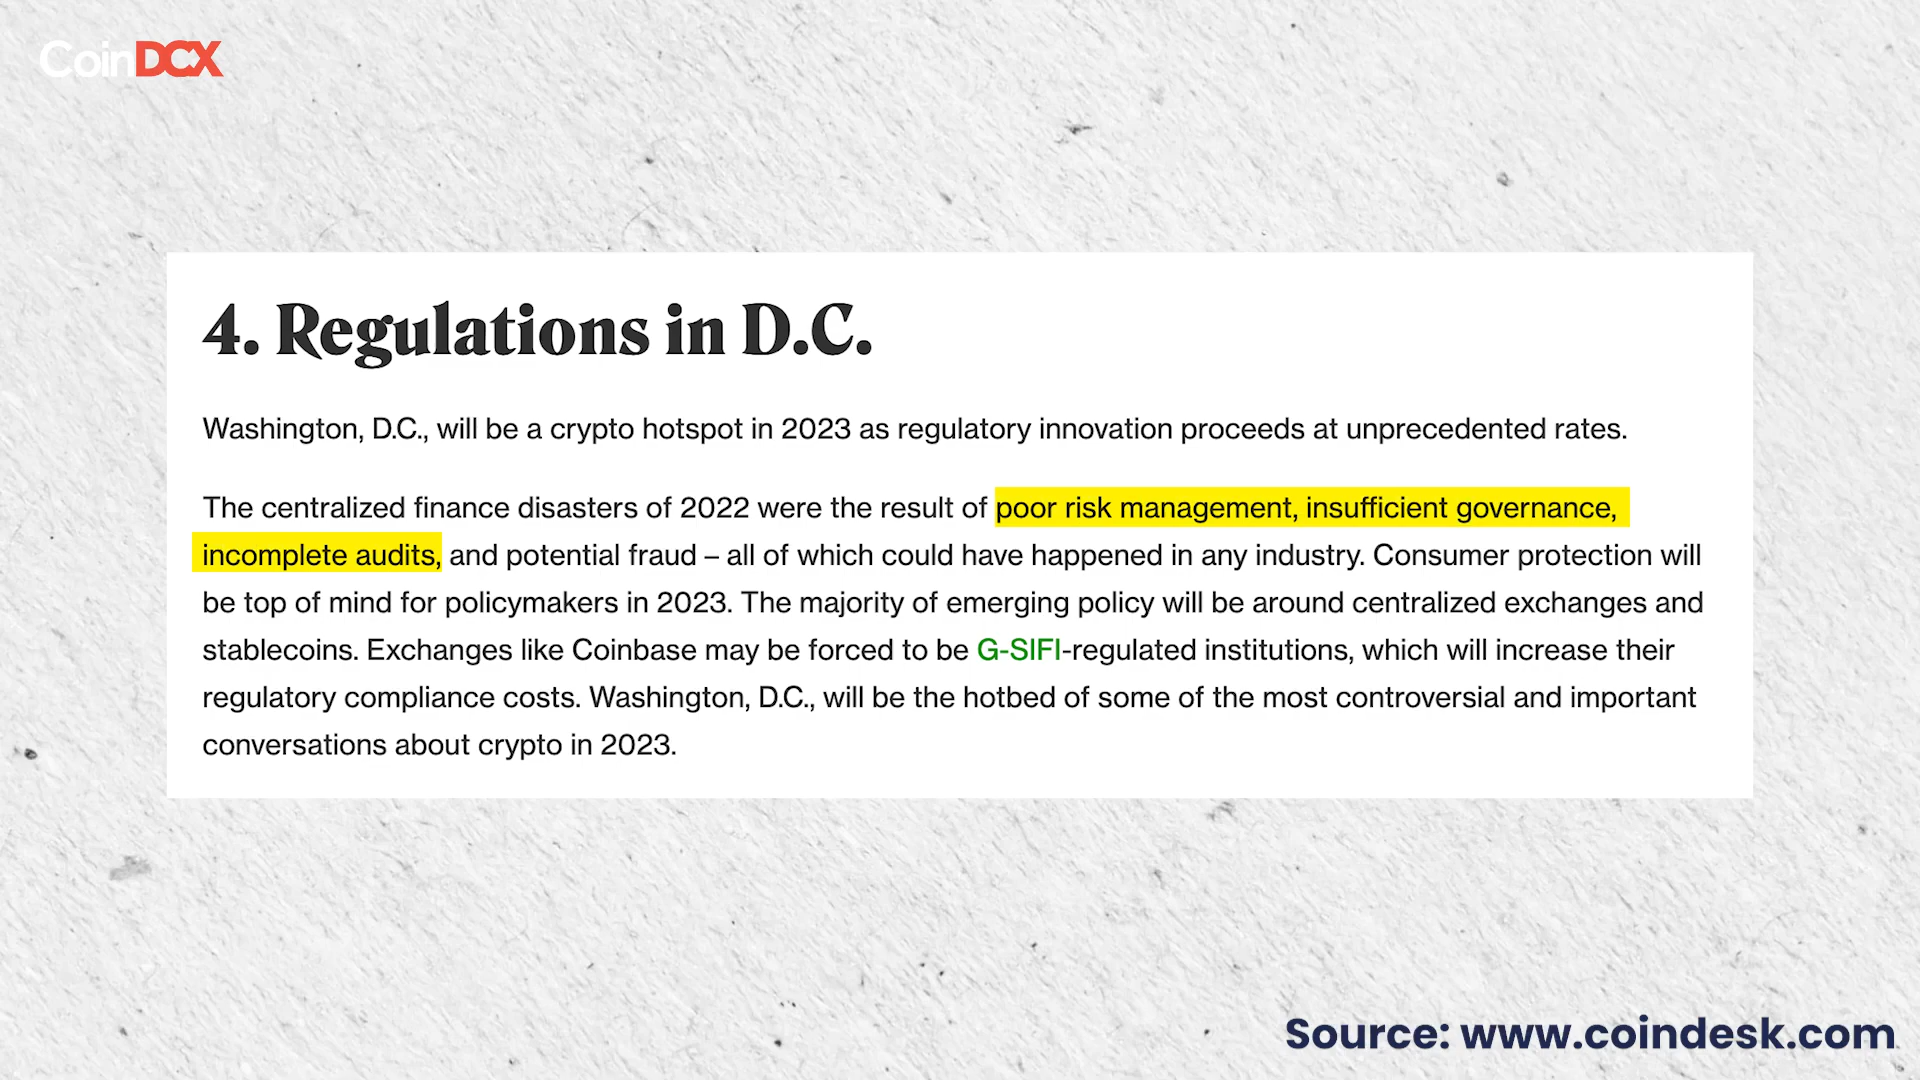 CoinDCX
4. Regulations in D.C.
Washington, D.C., will be a crypto hotspot in 2023 as regulatory innovation proceeds at unprecedented rates.
The centralized finance disasters of 2022 were the result of poor risk management, insufficient governance,
incomplete audits, and potential fraud – all of which could have happened in any industry. Consumer protection will
be top of mind for policymakers in 2023. The majority of emerging policy will be around centralized exchanges and
stablecoins. Exchanges like Coinbase may be forced to be G-SIFI-regulated institutions, which will increase their
regulatory compliance costs. Washington, D.C., will be the hotbed of some of the most controversial and important
conversations about crypto in 2023.
Source: www.coindesk.com